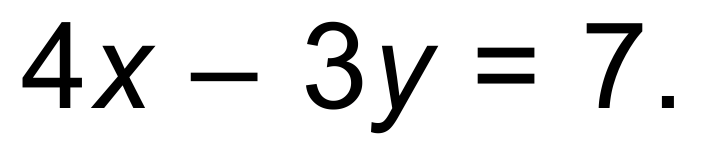 4x – 3y = 7.